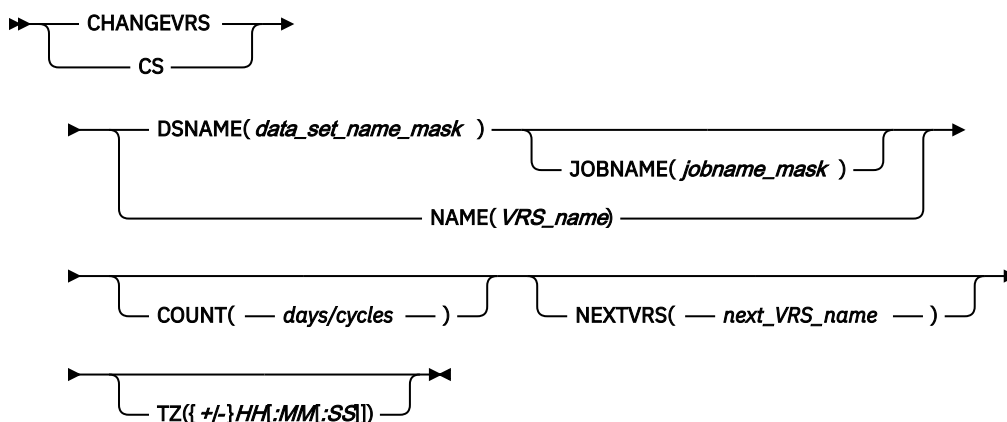 CHANGEVRS
CS
DSNAME( data_set_name_mask )
JOBNAME( jobname_mask )
NAME( VRS_name)
COUNT( days/cycles )
NEXTVRS( next_VRS_name )
TZ({ +/-}HH[:MM[:SS]])